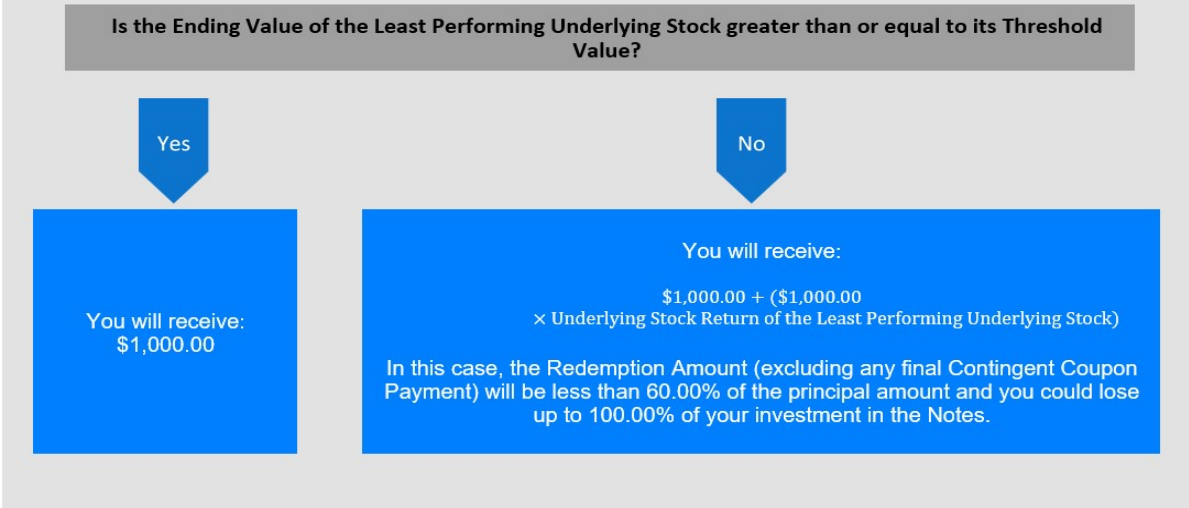 Is the Ending Value of the Least Performing Underlying Stock greater than or equal to its Threshold
Value?
Yes
No
You will receive:
$1,000.00
You will receive:
$1,000.00 + ($1,000.00
× Underlying Stock Return of the Least Performing Underlying Stock)
In this case, the Redemption Amount (excluding any final Contingent Coupon
Payment) will be less than 60.00% of the principal amount and you could lose
up to 100.00% of your investment in the Notes.